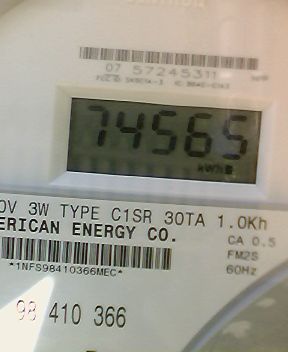 07 57245311
74565
kWh
0V 3W TYPE C1SR 30TA 1.0Kh
ERICAN ENERGY CO.
CA 0.5
FM2S
*1NFS98410366MEC*
60Hz
98 410 366